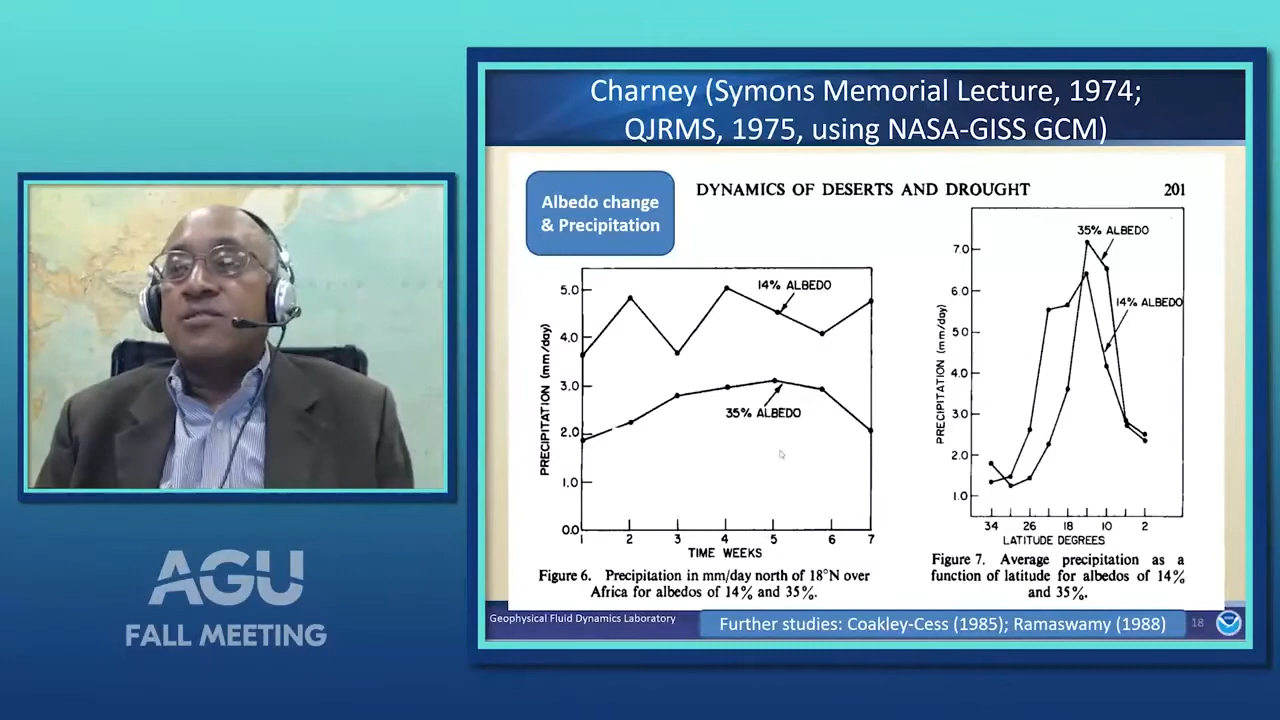 Charney (Symons Memorial Lecture, 1974;
QJRMS, 1975, using NASA-GISS GCM)
Albedo change
& Precipitation
DYNAMICS OF DESERTS AND DROUGHT 201
PRECIPITATION (mm/day)
5.0
4.0
3.0
2.0
1.0
0.0
14% ALBEDO
35% ALBEDO
1 2 3 4 5 6 7
TIME WEEKS
Figure 6. Precipitation in mm/day north of 18°N over
Africa for albedos of 14% and 35%.
PRECIPITATION (mm/day)
7.0
6.0
5.0
4.0
3.0
2.0
1.0
35% ALBEDO
14% ALBEDO
34 26 18 10 2
LATITUDE DEGREES
Figure 7. Average precipitation as a
function of latitude for albedos of 14%
and 35%.
Geophysical Fluid Dynamics Laboratory
Further studies: Coakley-Cess (1985); Ramaswamy (1988)
18
AGU
FALL MEETING